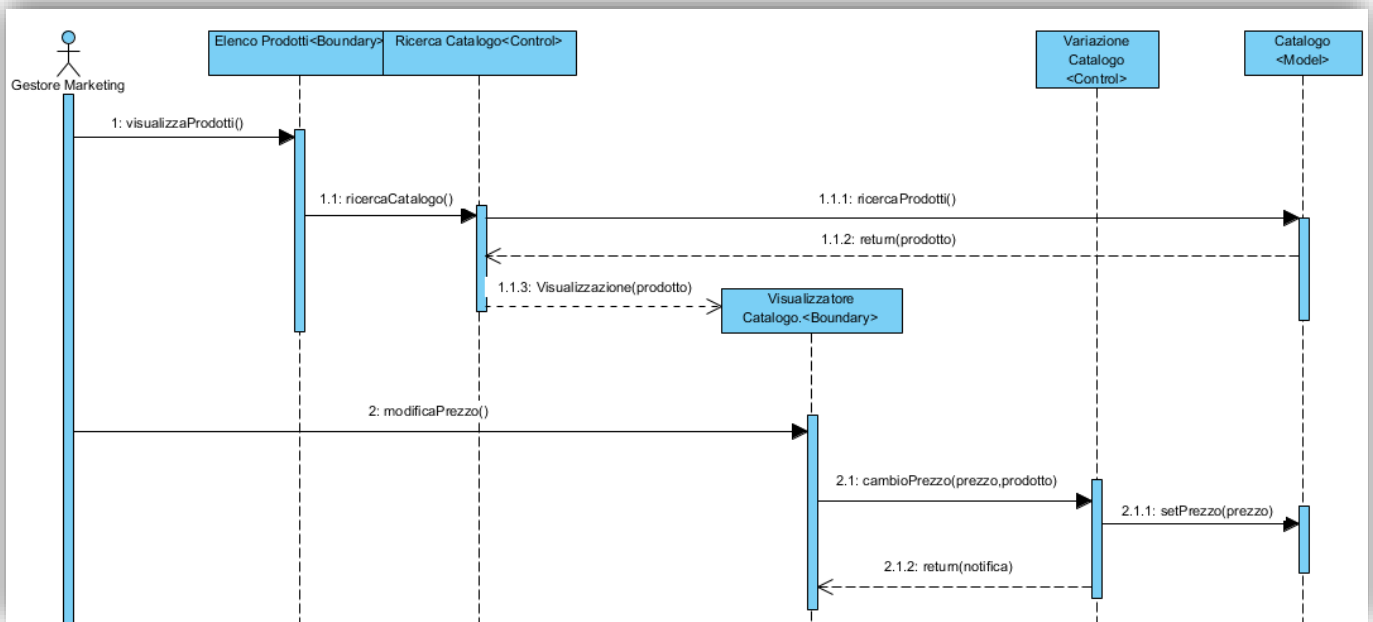 Elenco Prodotti<Boundary>
Ricerca Catalogo<Control>
Variazione
Catalogo
<Control>
Catalogo
<Model>
Gestore Marketing
1: visualizzaProdotti()
1.1: ricercaCatalogo()
1.1.1: ricercaProdotti()
1.1.2: return(prodotto)
1.1.3: Visualizzazione(prodotto)
Visualizzatore
Catalogo.<Boundary>
2: modificaPrezzo()
2.1: cambioPrezzo(prezzo,prodotto)
2.1.1: setPrezzo(prezzo)
2.1.2: return(notifica)